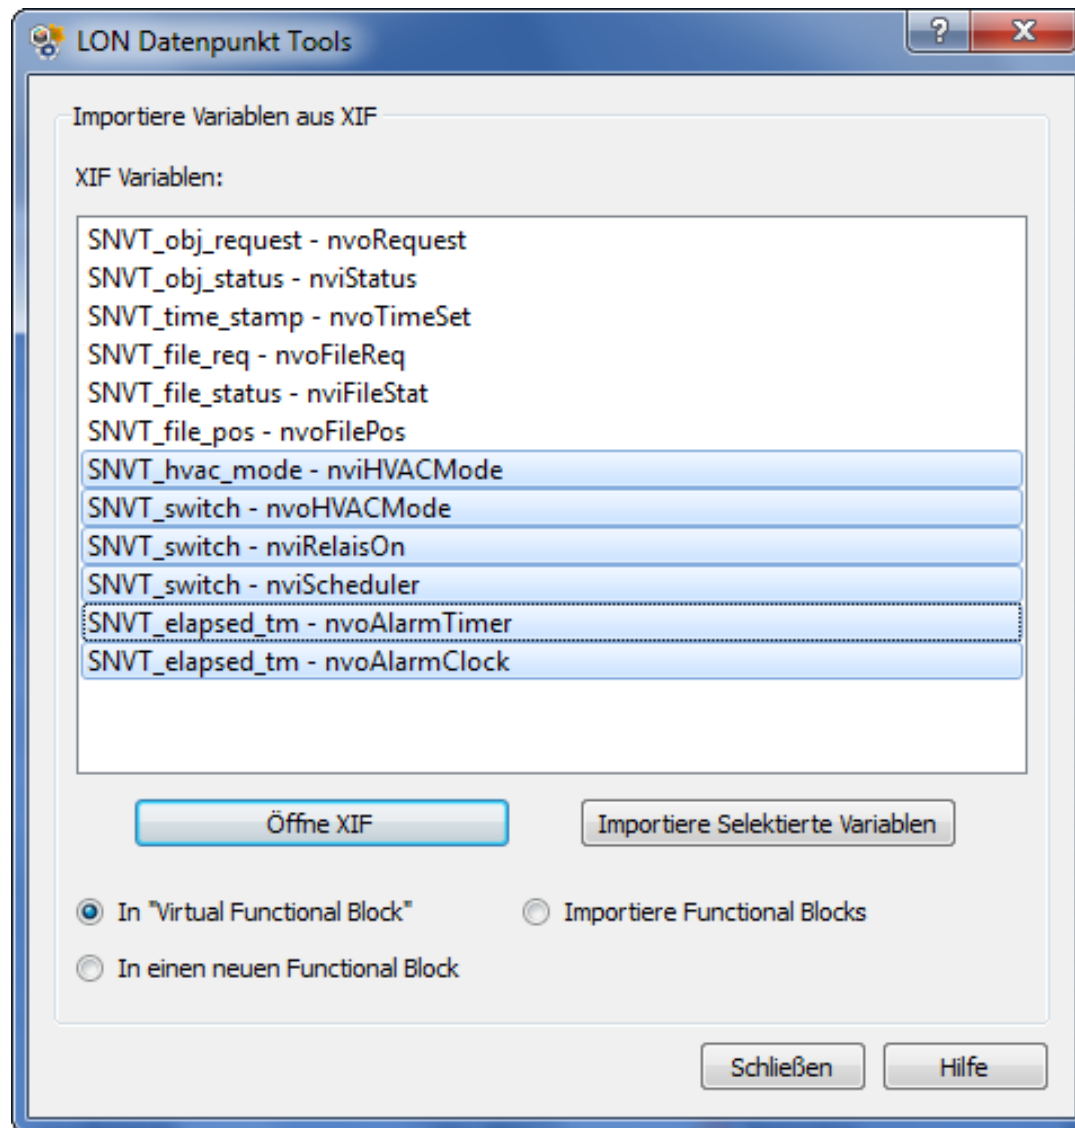 LON Datenpunkt Tools
?
X
Importiere Variablen aus XIF
XIF Variablen:
SNVT_obj_request - nvoRequest
SNVT_obj_status - nviStatus
SNVT_time_stamp - nvoTimeSet
SNVT_file_req - nvoFileReq
SNVT_file_status - nviFileStat
SNVT_file_pos - nvoFilePos
SNVT_hvac_mode - nviHVACMode
SNVT_switch - nvoHVACMode
SNVT_switch - nviRelaisOn
SNVT_switch - nviScheduler
SNVT_elapsed_tm - nvoAlarmTimer
SNVT_elapsed_tm - nvoAlarmClock
Öffne XIF
Importiere Selektierte Variablen
In "Virtual Functional Block"
Importiere Functional Blocks
In einen neuen Functional Block
Schließen
Hilfe